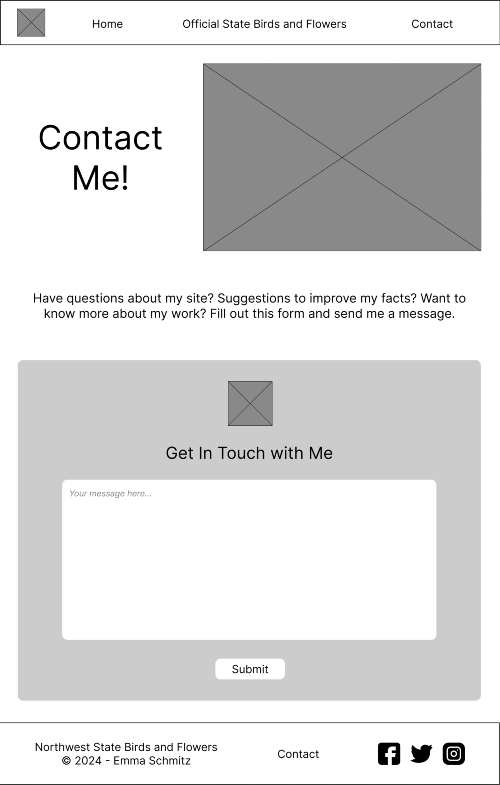 Home
Official State Birds and Flowers
Contact
Contact
Me!
Have questions about my site? Suggestions to improve my facts? Want to
know more about my work? Fill out this form and send me a message.
Get In Touch with Me
Your message here...
Submit
Northwest State Birds and Flowers
© 2024 - Emma Schmitz
Contact